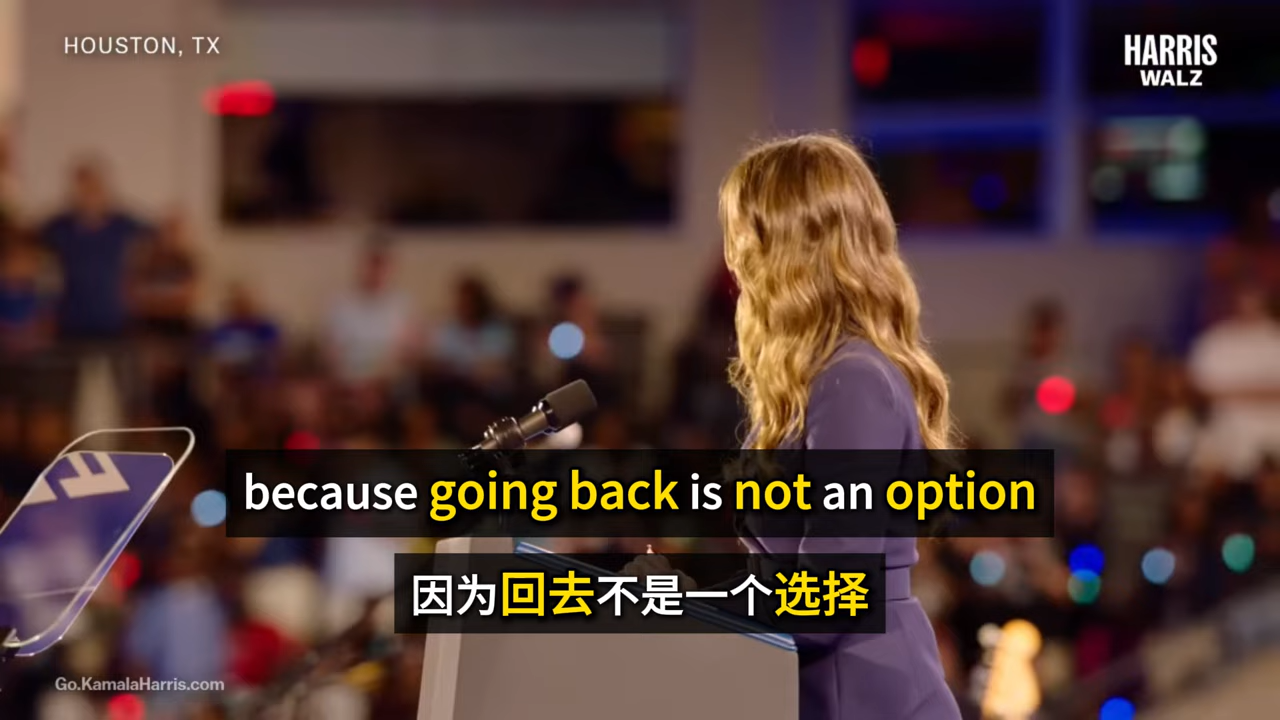 HOUSTON, TX
HARRIS
WALZ
because going back is not an option
因为回去不是一个选择
Go.KamalaHarris.com